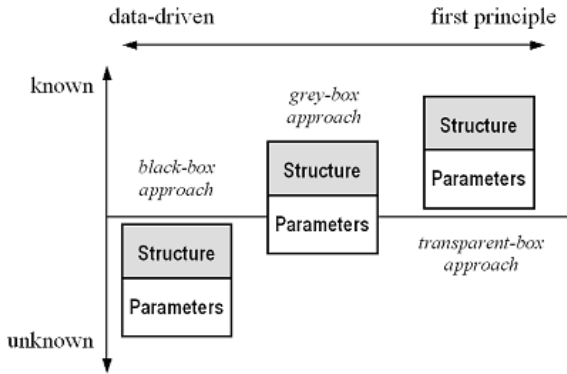 data-driven
first principle
known
grey-box
approach
Structure
black-box
approach
Structure
Parameters
Parameters
Structure
transparent-box
approach
Parameters
unknown